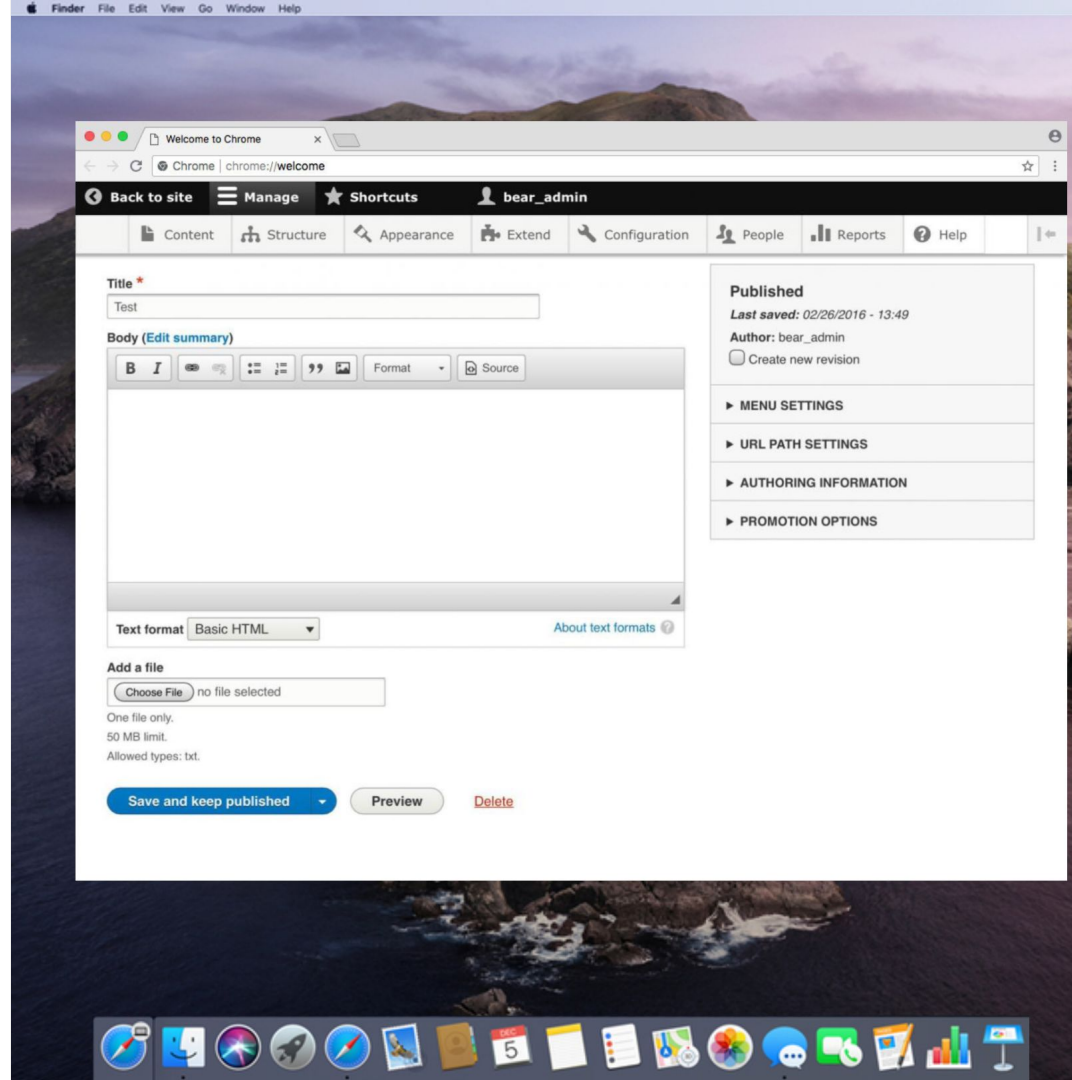 Finder File Edit View Go Window Help
Welcome to Chrome ×
Chrome | chrome://welcome
Back to site Manage Shortcuts bear_admin
Content Structure Appearance Extend Configuration People Reports Help
Title *
Test
Body (Edit summary)
B I Format Source
Text format Basic HTML
About text formats ?
Add a file
Choose File no file selected
One file only.
50 MB limit.
Allowed types: txt.
Save and keep published Preview Delete
Published
Last saved: 02/26/2016 - 13:49
Author: bear_admin
Create new revision
MENU SETTINGS
URL PATH SETTINGS
AUTHORING INFORMATION
PROMOTION OPTIONS
DEC
5